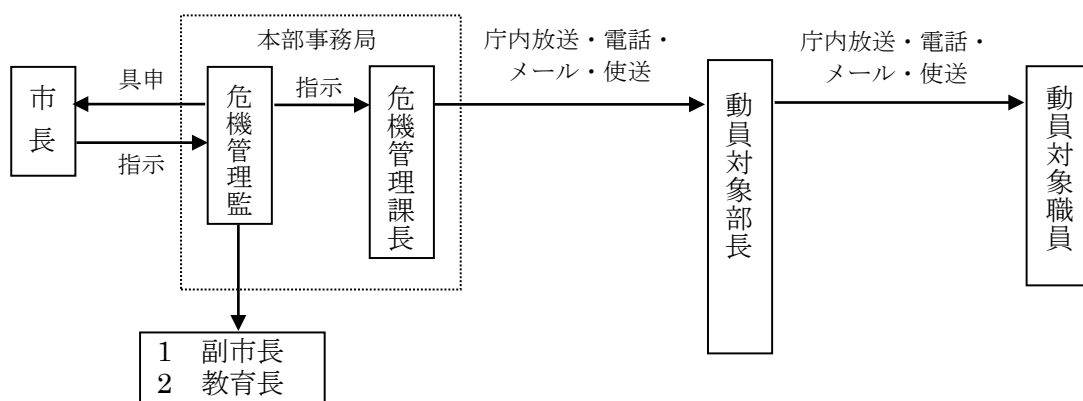 本部事務局
庁内放送・電話・
メール・使送
庁内放送・電話・
メール・使送
市長
具申
指示
危機管理監
指示
危機管理課長
動員対象部長
動員対象職員
1 副市長
2 教育長